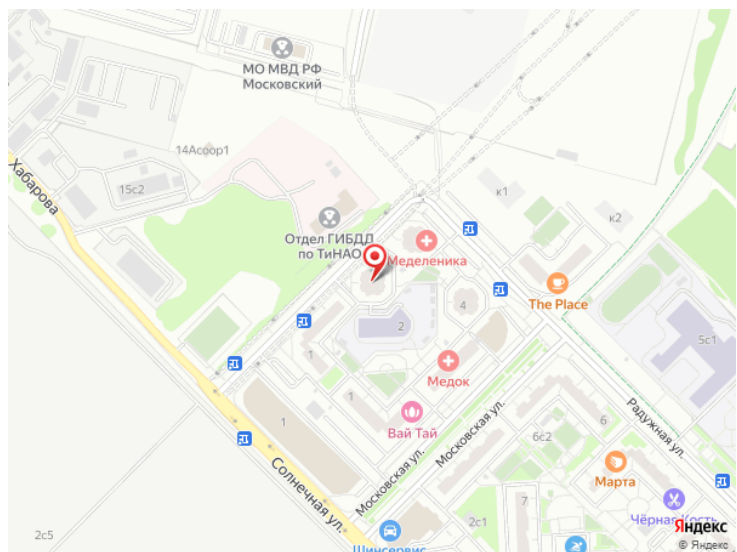 МО МВД РФ
Московский
14Асоор1
Хабарова
15с2
к1
к2
Отдел ГИБДД
по ТиНАО
Меделеника
The Place
4
2
5с1
1
Медок
1
Радужная ул.
1
Вай Тай
Московская ул.
6
6с2
Солнечная ул.
Марта
Московская ул.
7
Чёрная Кость
2с1
2с5
Шинсервис
Яндекс
© Яндекс